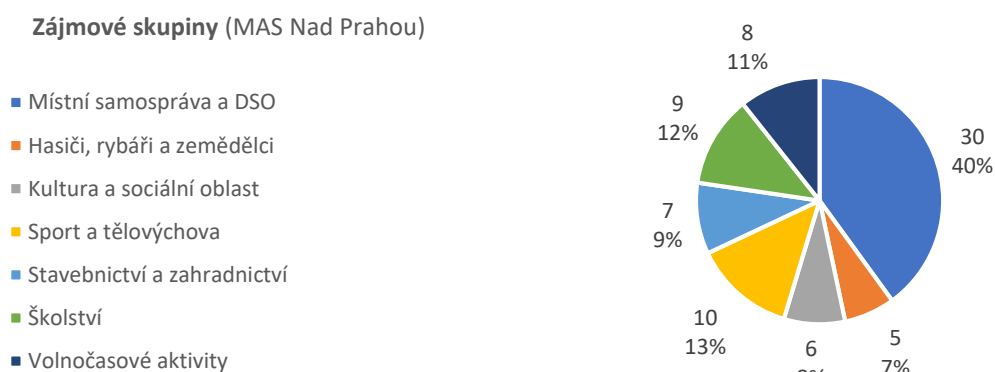 Zájmové skupiny (MAS Nad Prahou)
Místní samospráva a DSO
Hasiči, rybáři a zemědělci
Kultura a sociální oblast
Sport a tělovýchova
Stavebnictví a zahradnictví
Školství
Volnočasové aktivity
8
11%
9
12%
30
40%
7
9%
10
13%
6
5
7%